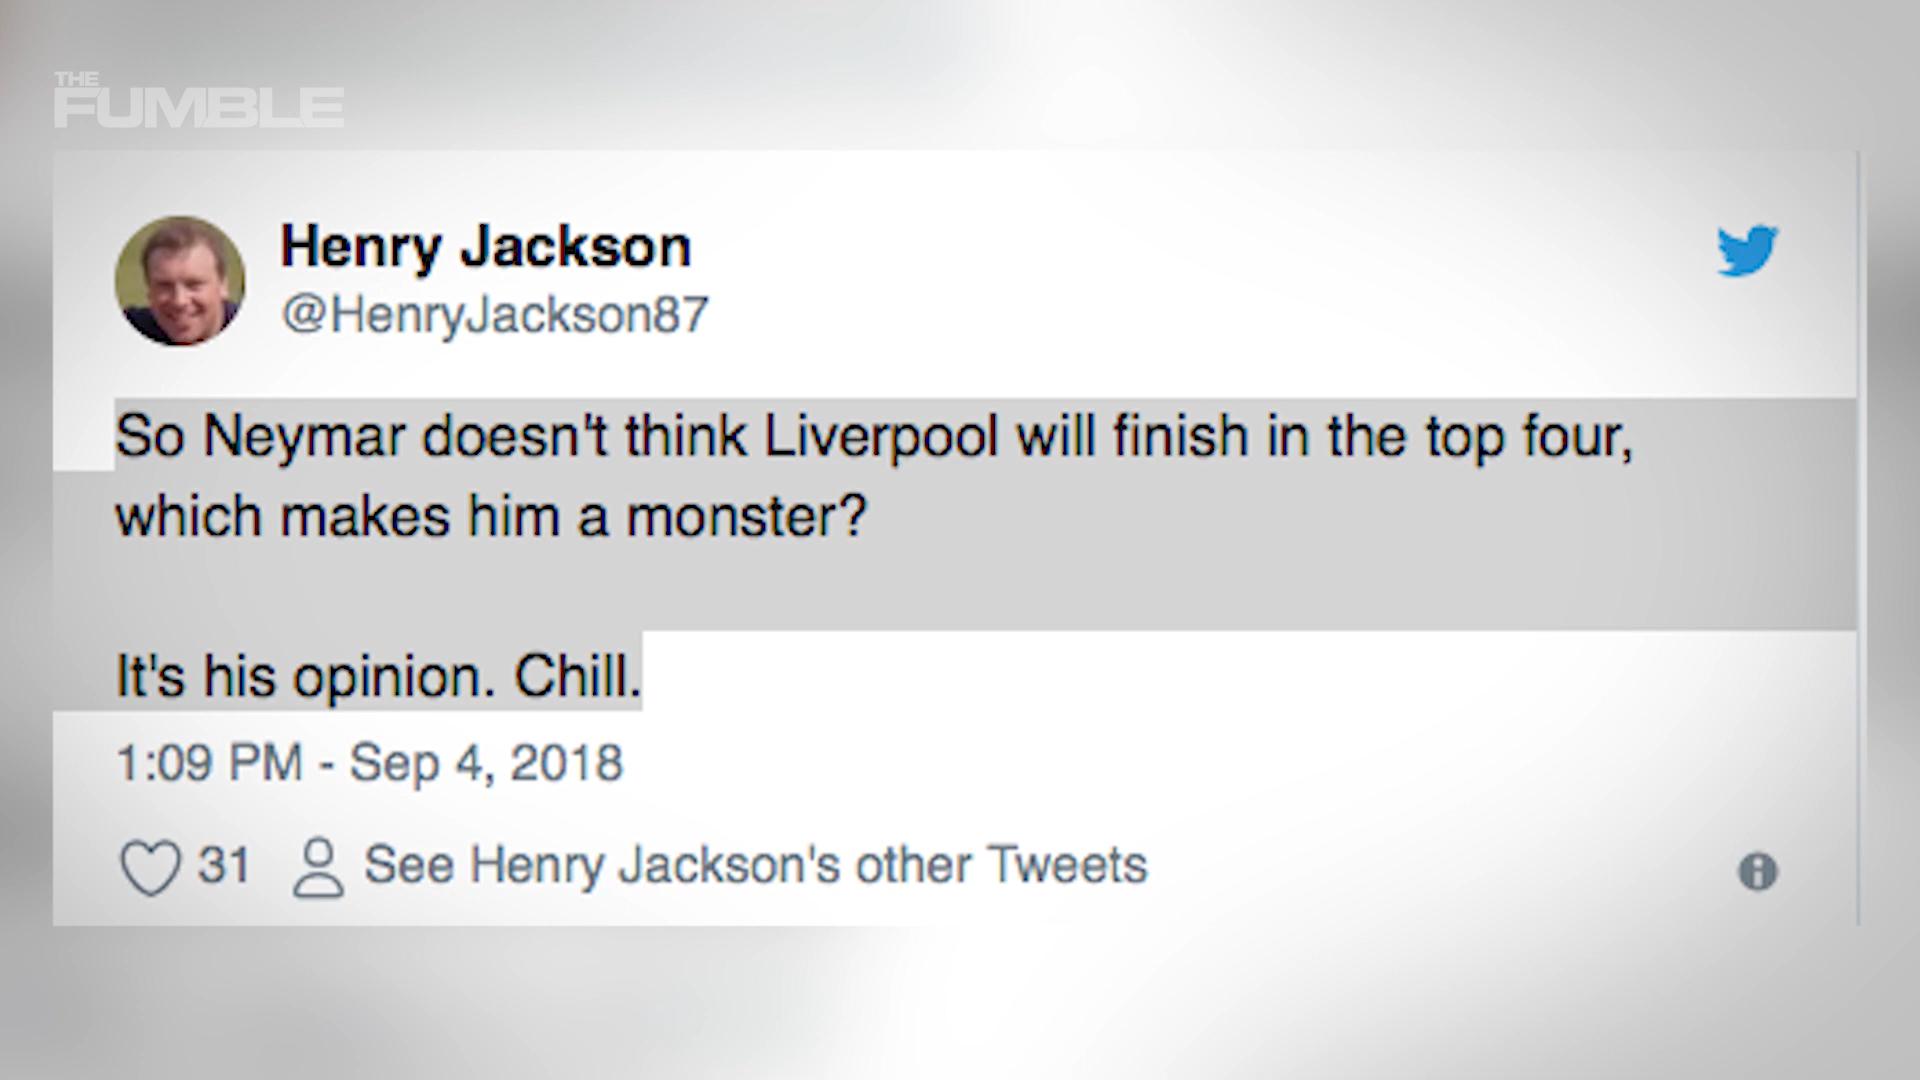 THE
FUMBLE
Henry Jackson
@HenryJackson87
So Neymar doesn't think Liverpool will finish in the top four,
which makes him a monster?
It's his opinion. Chill.
1:09 PM - Sep 4, 2018
31 See Henry Jackson's other Tweets